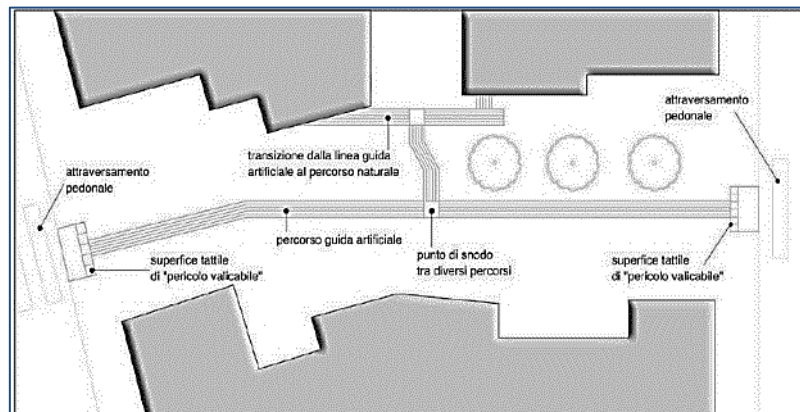 attraversamento
pedonale
transizione dalla linea guida
artificiale al percorso naturale
attraversamento
pedonale
percorso guida artificiale
punto di snodo
tra diversi percorsi
superfice tattile
di "pericolo valicabile"
superfice tattile
di "pericolo valicabile"